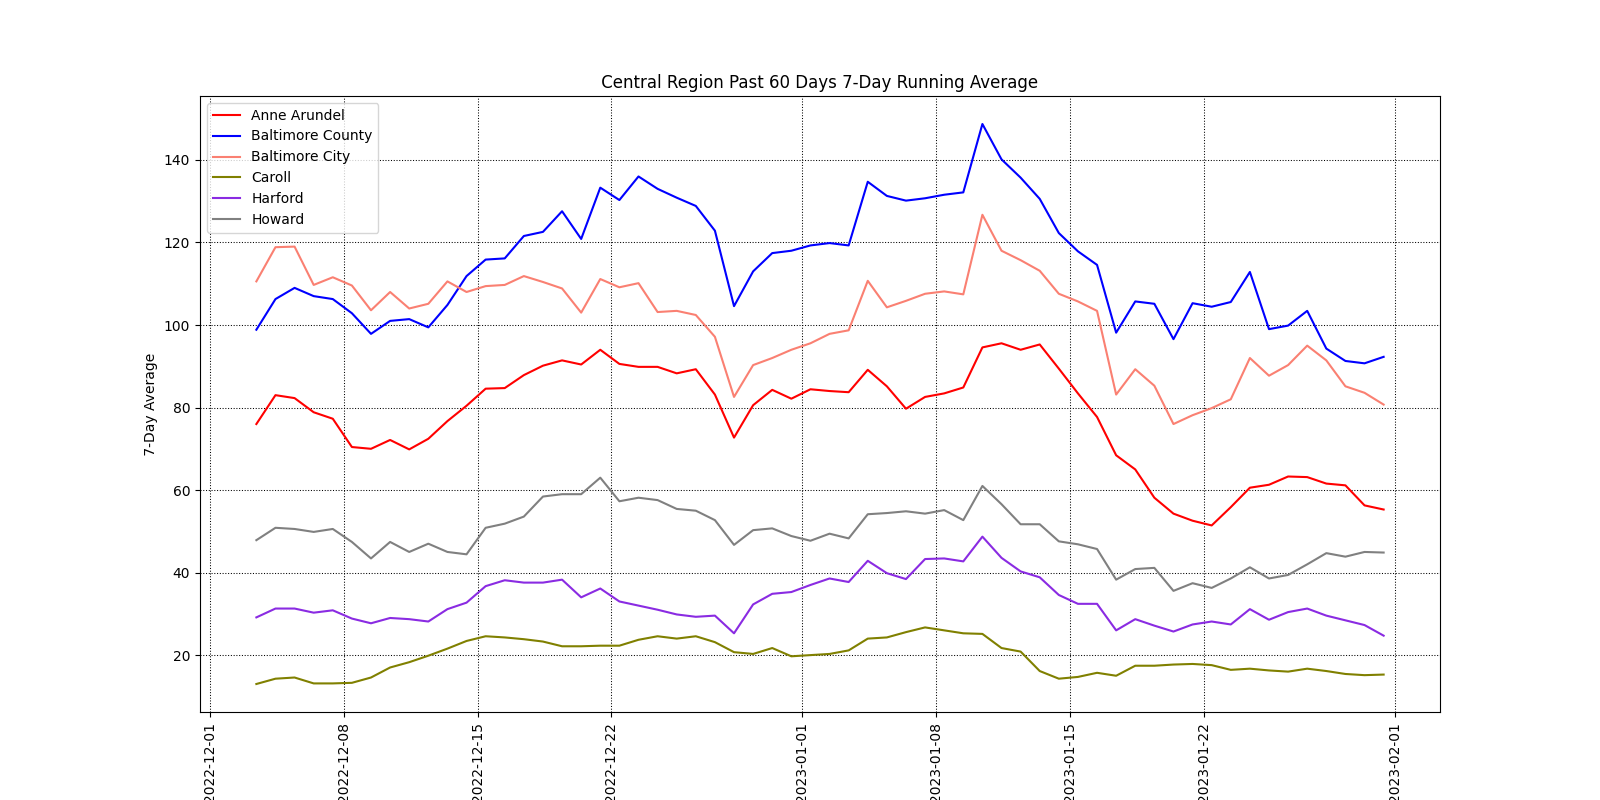 Central Region Past 60 Days 7-Day Running Average
Anne Arundel
Baltimore County
Baltimore City
Caroll
Harford
Howard
7-Day Average
140
120
100
80
60
40
20
2022-12-01
2022-12-08
2022-12-15
2022-12-22
2023-01-01
2023-01-08
2023-01-15
2023-01-22
2023-02-01